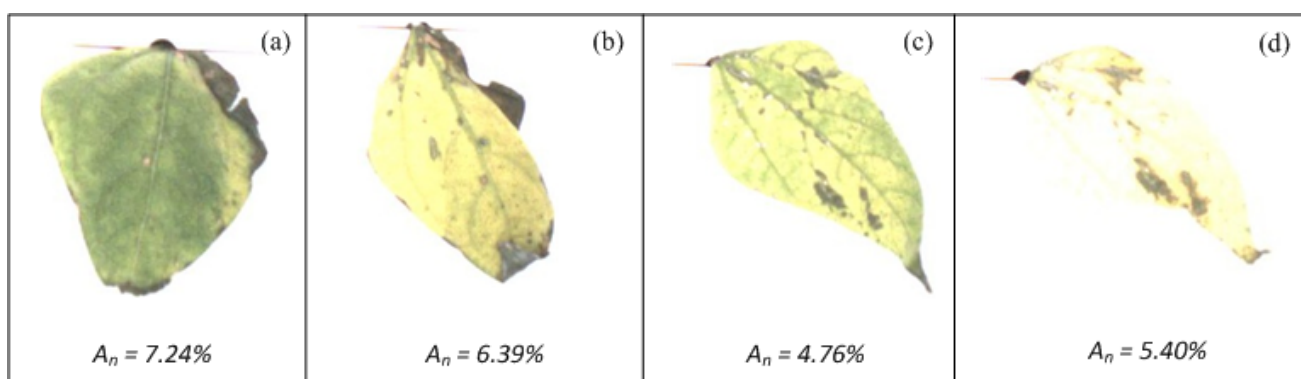 (a)
(b)
(c)
(d)
Aₙ = 7.24%
Aₙ = 6.39%
Aₙ = 4.76%
Aₙ = 5.40%